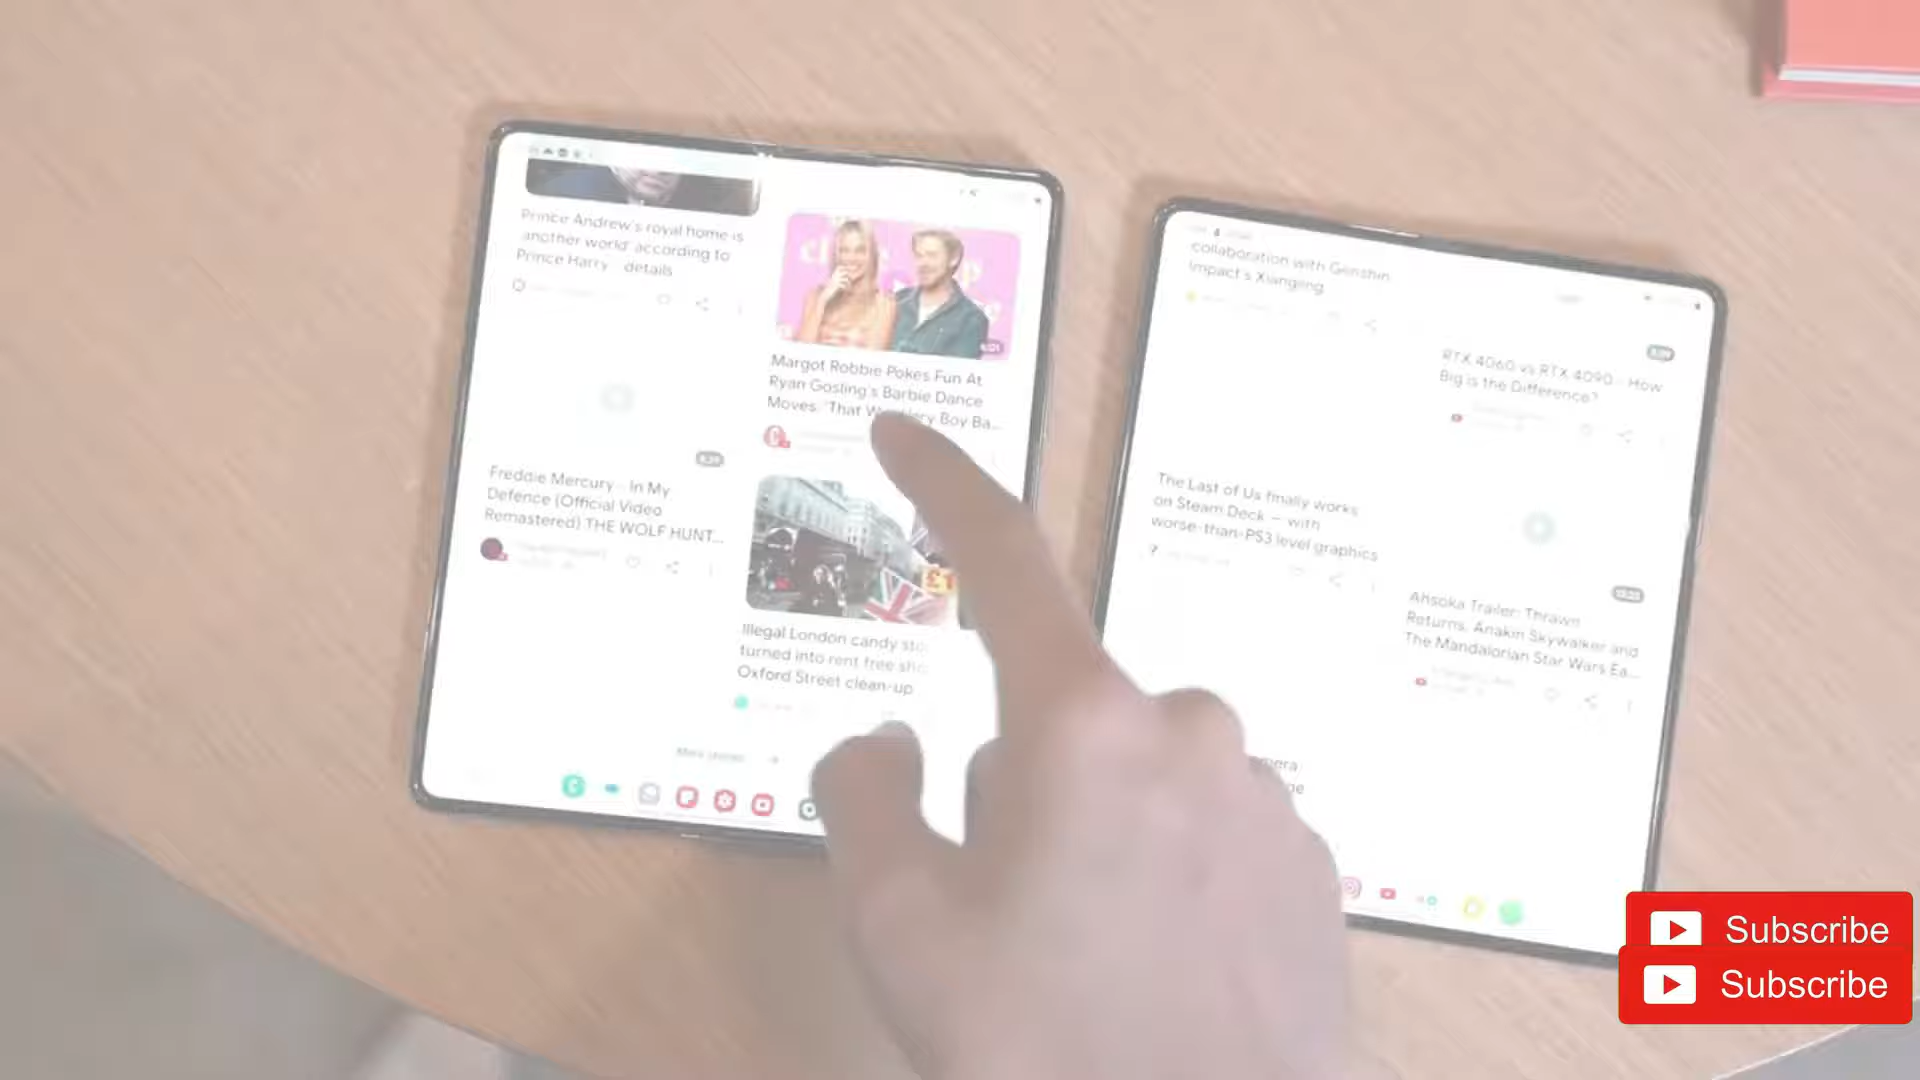 Prince Andrew's royal home is
'another world' according to
Prince Harry - details
Margot Robbie Pokes Fun At
Ryan Gosling's Barbie Dance
Moves: 'That Boy Ba...
Freddie Mercury - In My
Defence (Official Video
Remastered) THE WOLF HUNT...
Illegal London candy
turned into rent free
Oxford Street clean-up
More stories
collaboration with Genshin
Impact's Xiangling
RTX 4060 vs RTX 4090 - How
Big is the Difference?
The Last of Us finally works
on Steam Deck — with
worse-than-PS3 level graphics
Ahsoka Trailer: Thrawn
Returns, Anakin Skywalker and
The Mandalorian Star Wars Ea...
Subscribe
Subscribe